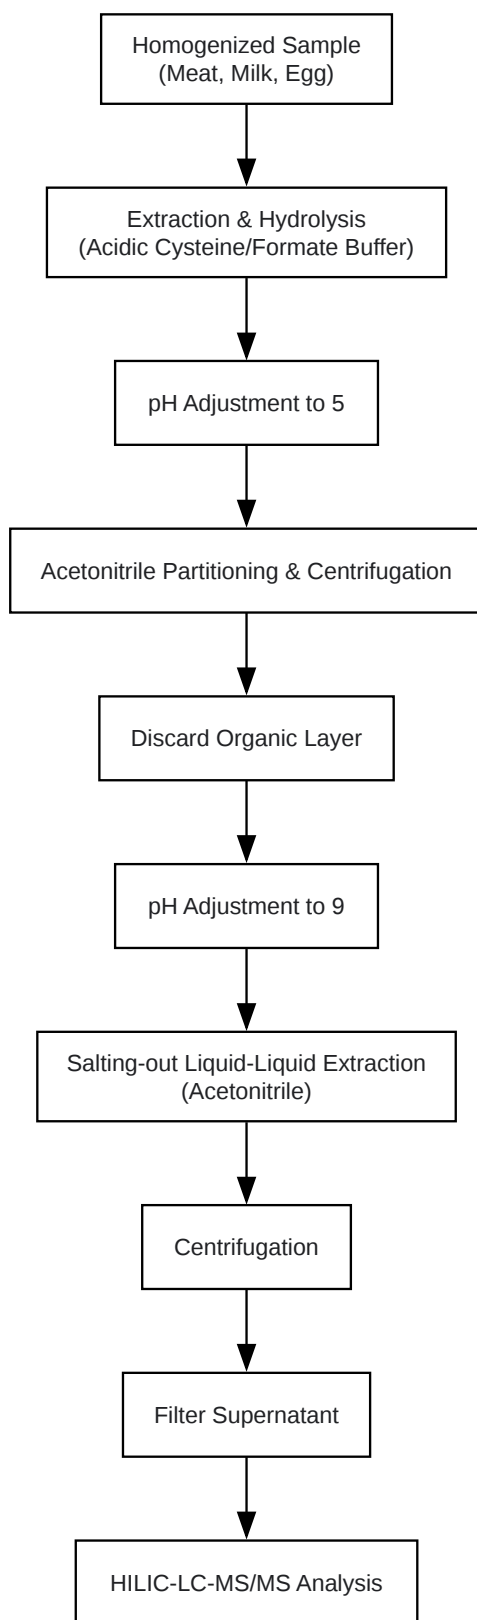 Homogenized Sample
(Meat, Milk, Egg)
Extraction & Hydrolysis
(Acidic Cysteine/Formate Buffer)
pH Adjustment to 5
Acetonitrile Partitioning & Centrifugation
Discard Organic Layer
pH Adjustment to 9
Salting-out Liquid-Liquid Extraction
(Acetonitrile)
Centrifugation
Filter Supernatant
HILIC-LC-MS/MS Analysis